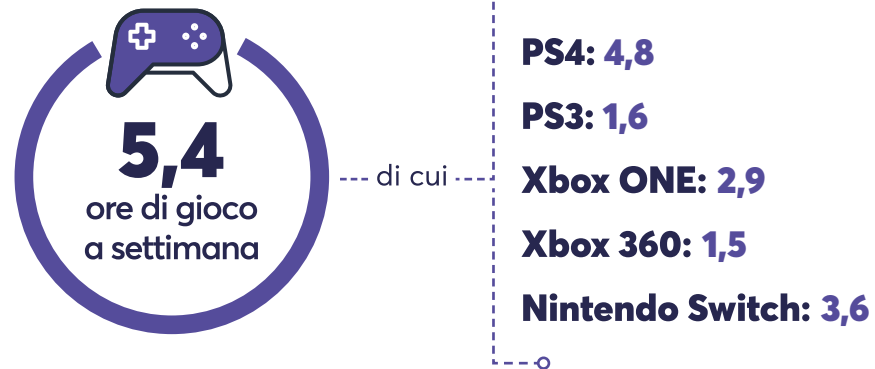 5,4
ore di gioco
a settimana
di cui
PS4: 4,8
PS3: 1,6
Xbox ONE: 2,9
Xbox 360: 1,5
Nintendo Switch: 3,6